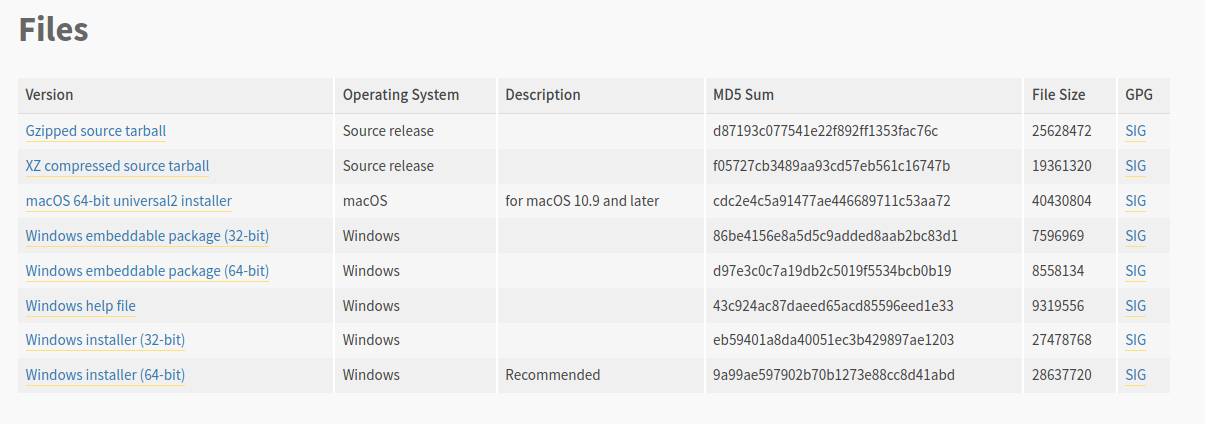 Files
Version Operating System Description MD5 Sum File Size GPG
Gzipped source tarball Source release d87193c077541e22f892ff1353fac76c 25628472 SIG
XZ compressed source tarball Source release f05727cb3489aa93cd57eb561c16747b 19361320 SIG
macOS 64-bit universal2 installer macOS for macOS 10.9 and later cdc2e4c5a91477ae446689711c53aa72 40430804 SIG
Windows embeddable package (32-bit) Windows 86be4156e8a5d5c9added8aab2bc83d1 7596969 SIG
Windows embeddable package (64-bit) Windows d97e3c0c7a19db2c5019f5534bcb0b19 8558134 SIG
Windows help file Windows 43c924ac87daeed65acd85596eed1e33 9319556 SIG
Windows installer (32-bit) Windows eb59401a8da40051ec3b429897ae1203 27478768 SIG
Windows installer (64-bit) Windows Recommended 9a99ae597902b70b1273e88cc8d41abd 28637720 SIG